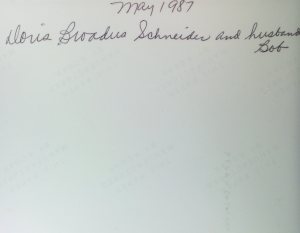 May 1987
Doris Broadus Schneider and husband
Bob